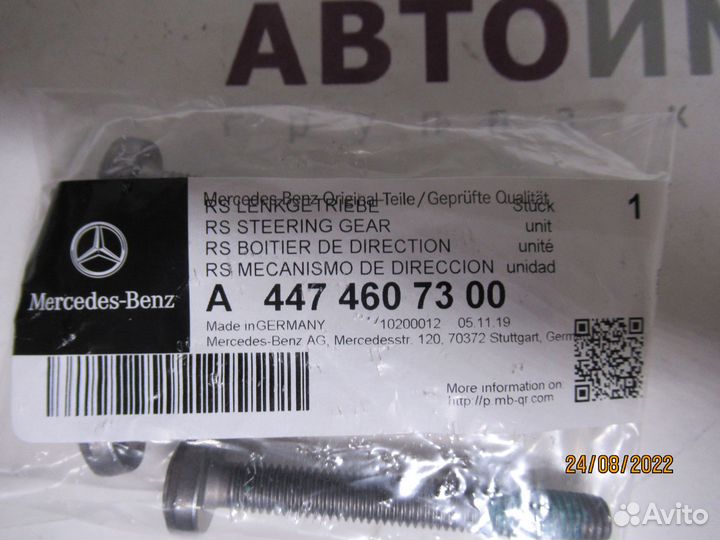 АВТОИМ
группа к
Mercedes-Benz Original-Teile/Geprüfte Qualität
RS LENKGETRIEBE Stück 1
RS STEERING GEAR unit
RS BOITIER DE DIRECTION unité
RS MECANISMO DE DIRECCION unidad
Mercedes-Benz
A 447 460 73 00
Made in GERMANY 10200012 05.11.19
Mercedes-Benz AG, Mercedesstr. 120, 70372 Stuttgart, Germ
More information on:
http://p.mb-qr.com
24/08/2022
Avito